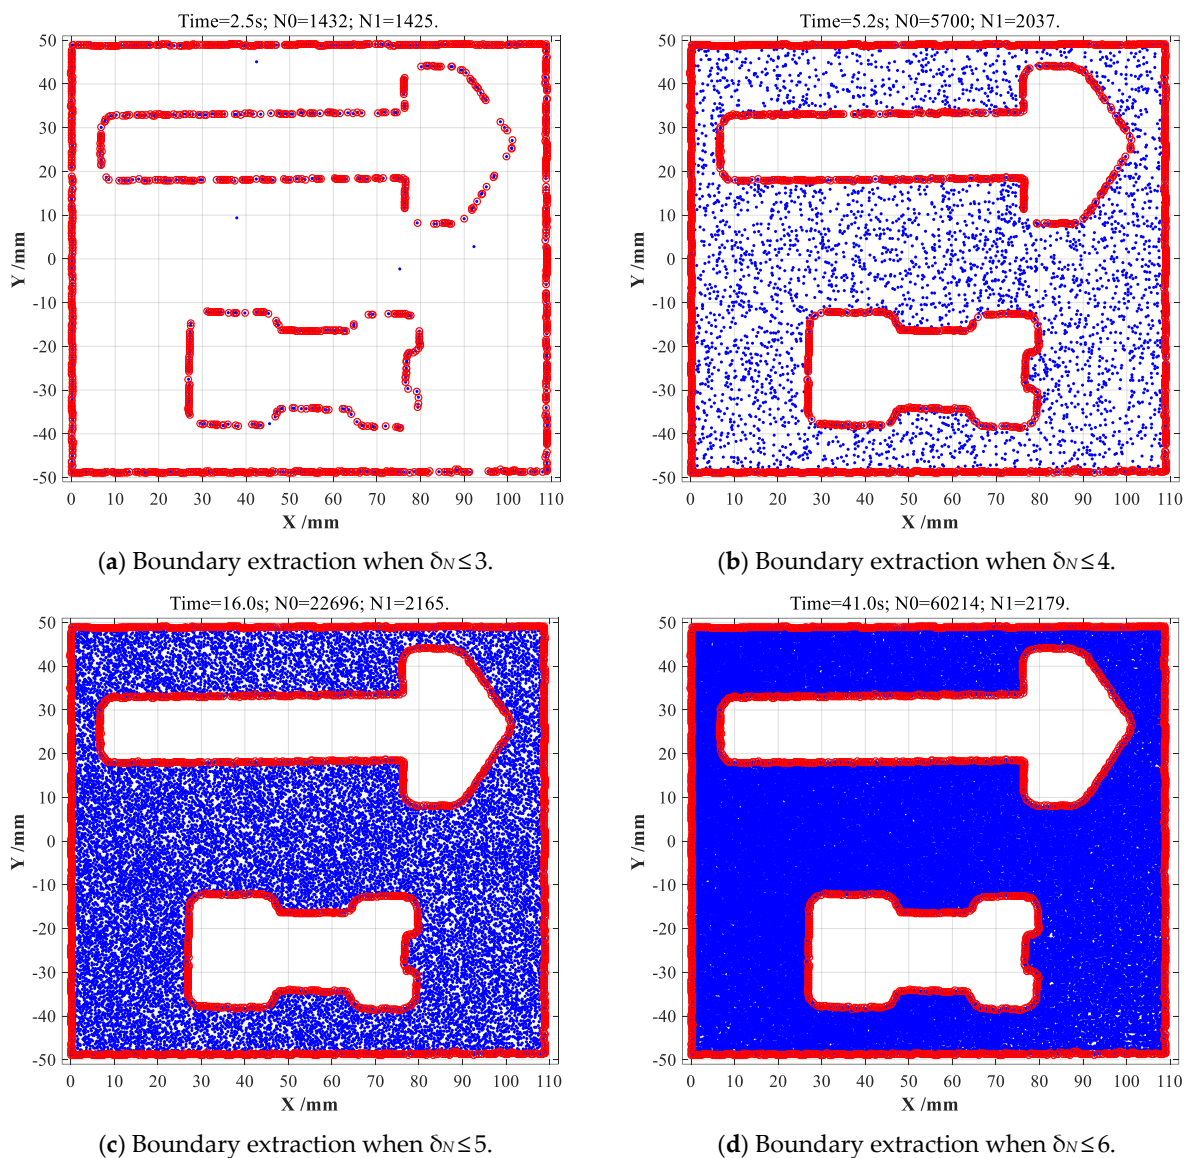 Time=2.5s; N0=1432; N1=1425.
50
40
30
20
10
0
-10
-20
-30
-40
-50
Y /mm
0 10 20 30 40 50 60 70 80 90 100 110
X /mm
(a) Boundary extraction when δN≤3.
Time=5.2s; N0=5700; N1=2037.
50
40
30
20
10
0
-10
-20
-30
-40
-50
Y /mm
0 10 20 30 40 50 60 70 80 90 100 110
X /mm
(b) Boundary extraction when δN≤4.
Time=16.0s; N0=22696; N1=2165.
50
40
30
20
10
0
-10
-20
-30
-40
-50
Y /mm
0 10 20 30 40 50 60 70 80 90 100 110
X /mm
(c) Boundary extraction when δN≤5.
Time=41.0s; N0=60214; N1=2179.
50
40
30
20
10
0
-10
-20
-30
-40
-50
Y /mm
0 10 20 30 40 50 60 70 80 90 100 110
X /mm
(d) Boundary extraction when δN≤6.